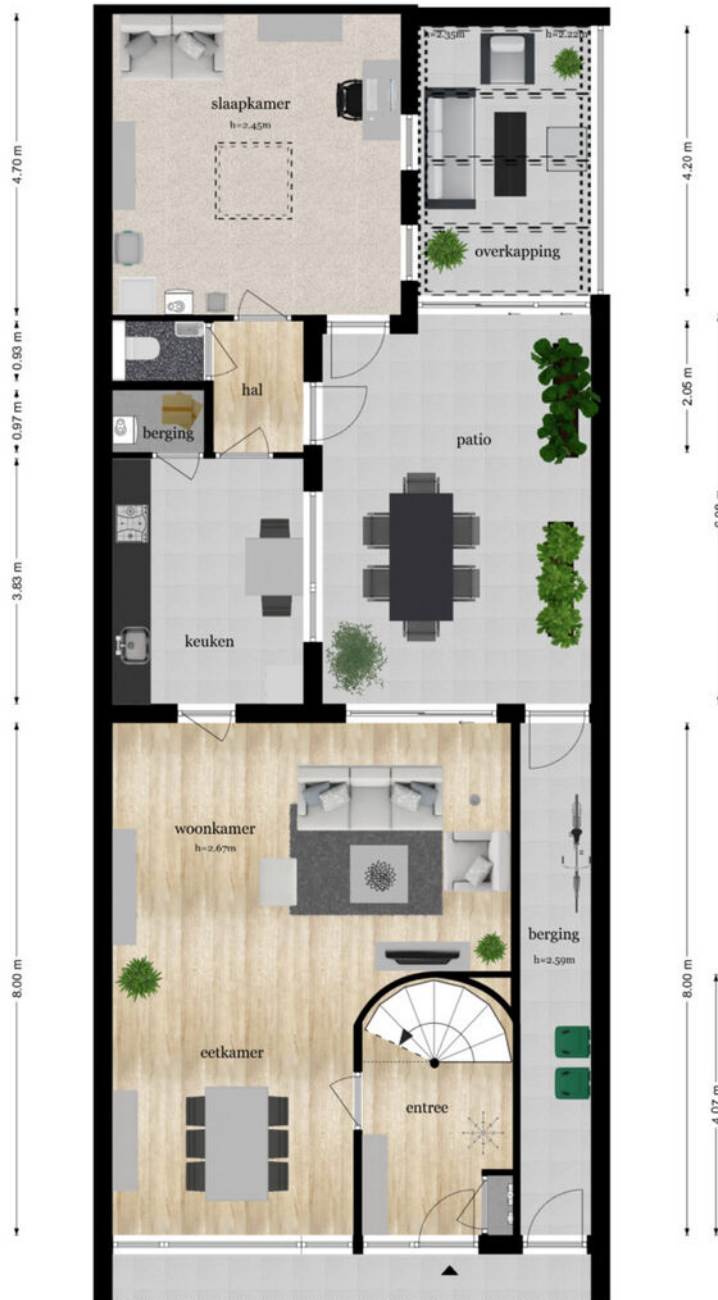 h=2.35m
h=2.22m
slaapkamer
h=2.45m
4.70 m
4.20 m
overkapping
0.93 m
hal
2.05 m
0.97 m
berging
patio
3.83 m
keuken
woonkamer
h=2.67m
berging
h=2.59m
8.00 m
8.00 m
eetkamer
entree
4.07 m